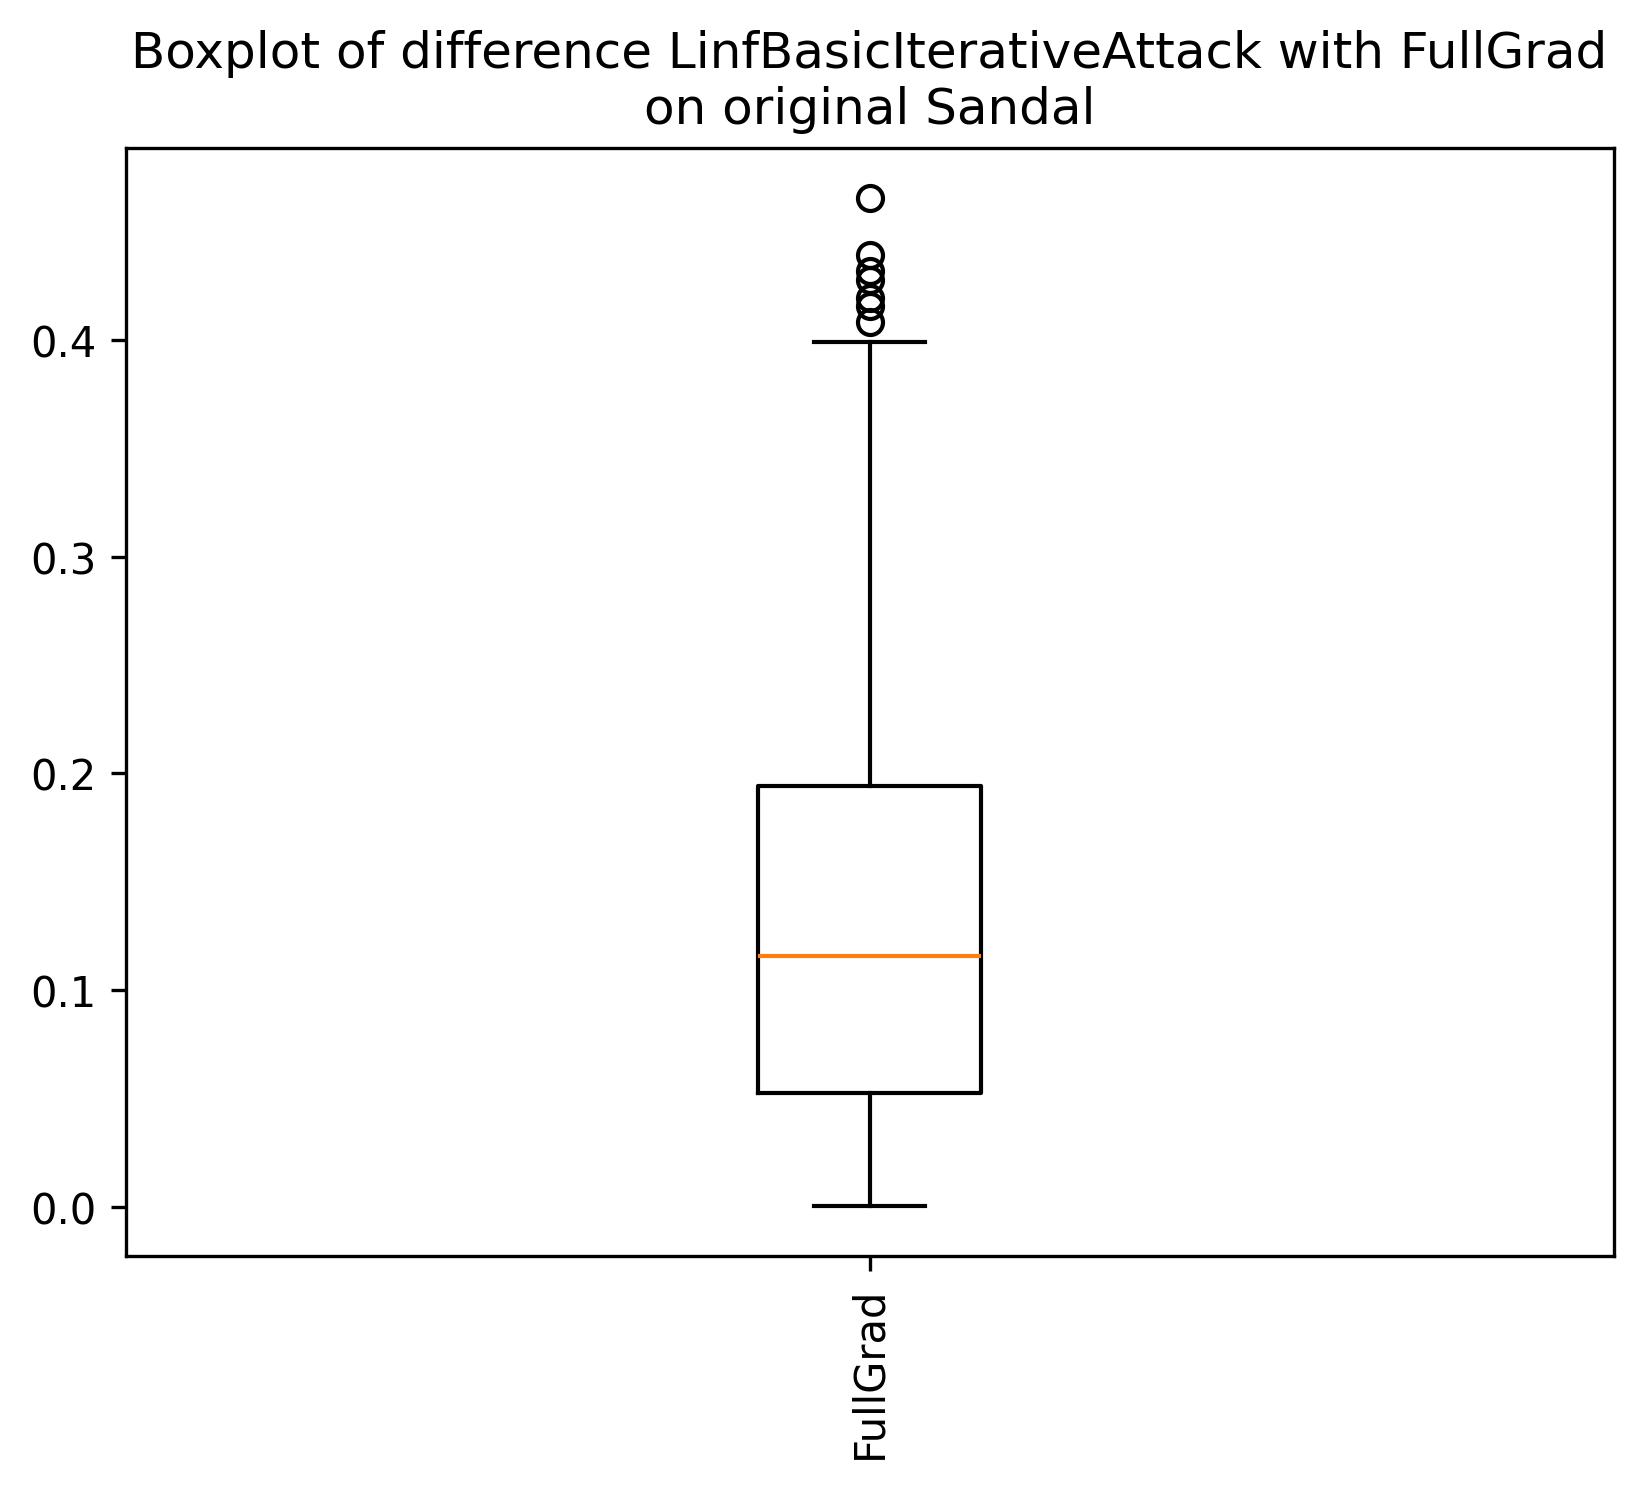 Boxplot of difference LinfBasicIterativeAttack with FullGrad
on original Sandal
0.4
0.3
0.2
0.1
0.0
FullGrad